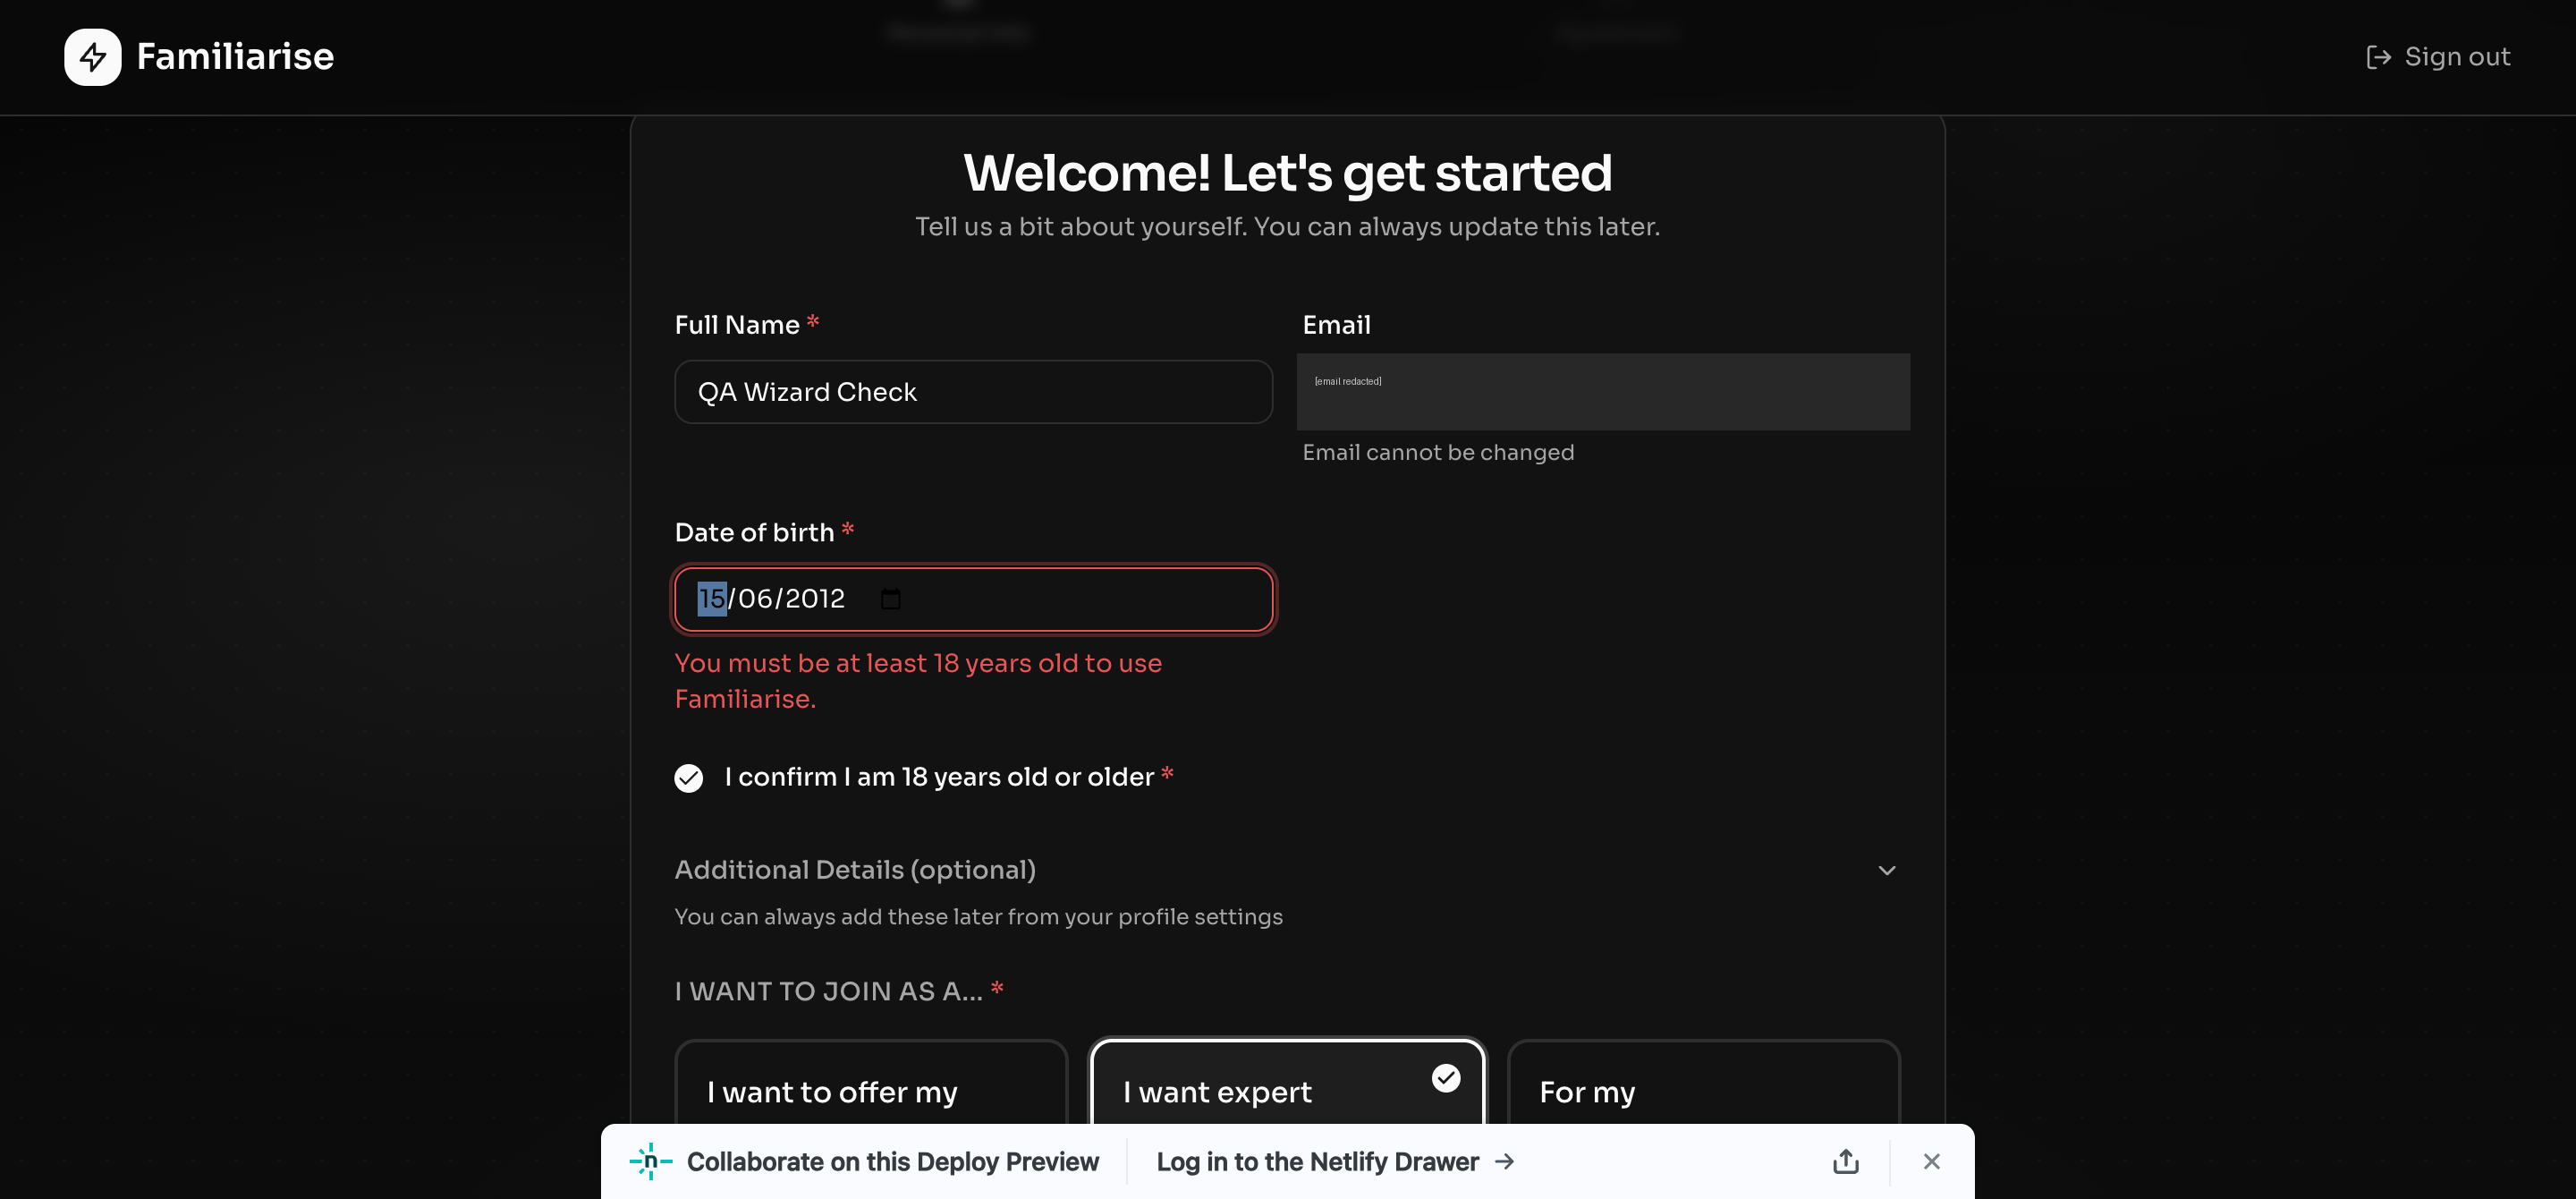 Familiarise
Sign out
Welcome! Let's get started
Tell us a bit about yourself. You can always update this later.
Full Name *
Email
QA Wizard Check
[email redacted]
Email cannot be changed
Date of birth *
15/06/2012
You must be at least 18 years old to use
Familiarise.
I confirm I am 18 years old or older *
Additional Details (optional)
You can always add these later from your profile settings
I WANT TO JOIN AS A... *
I want to offer my
I want expert
For my
Collaborate on this Deploy Preview
Log in to the Netlify Drawer →